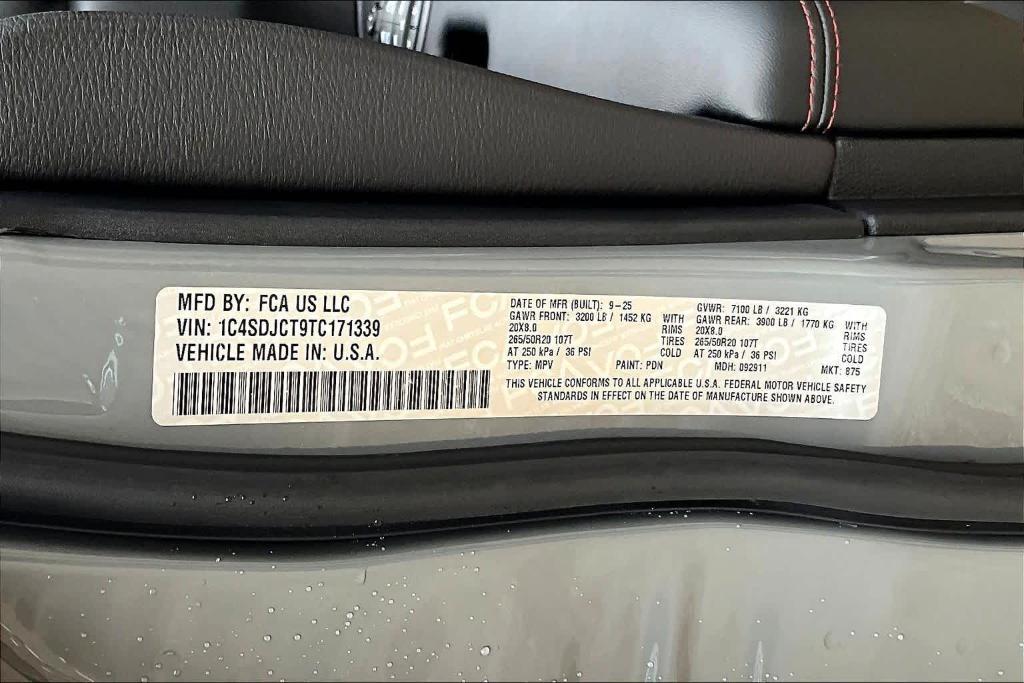 MFD BY: FCA US LLC
VIN: 1C4SDJCT9TC171339
VEHICLE MADE IN: U.S.A.
DATE OF MFR (BUILT): 9-25
GAWR FRONT: 3200 LB / 1452 KG WITH
20X8.0 RIMS
265/50R20 107T TIRES
AT 250 kPa / 36 PSI COLD
TYPE: MPV PAINT: PDN
GVWR: 7100 LB / 3221 KG
GAWR REAR: 3900 LB / 1770 KG WITH
20X8.0 RIMS
265/50R20 107T TIRES
AT 250 kPa / 36 PSI COLD
MDH: 092911 MKT: 875
THIS VEHICLE CONFORMS TO ALL APPLICABLE U.S.A. FEDERAL MOTOR VEHICLE SAFETY
STANDARDS IN EFFECT ON THE DATE OF MANUFACTURE SHOWN ABOVE.